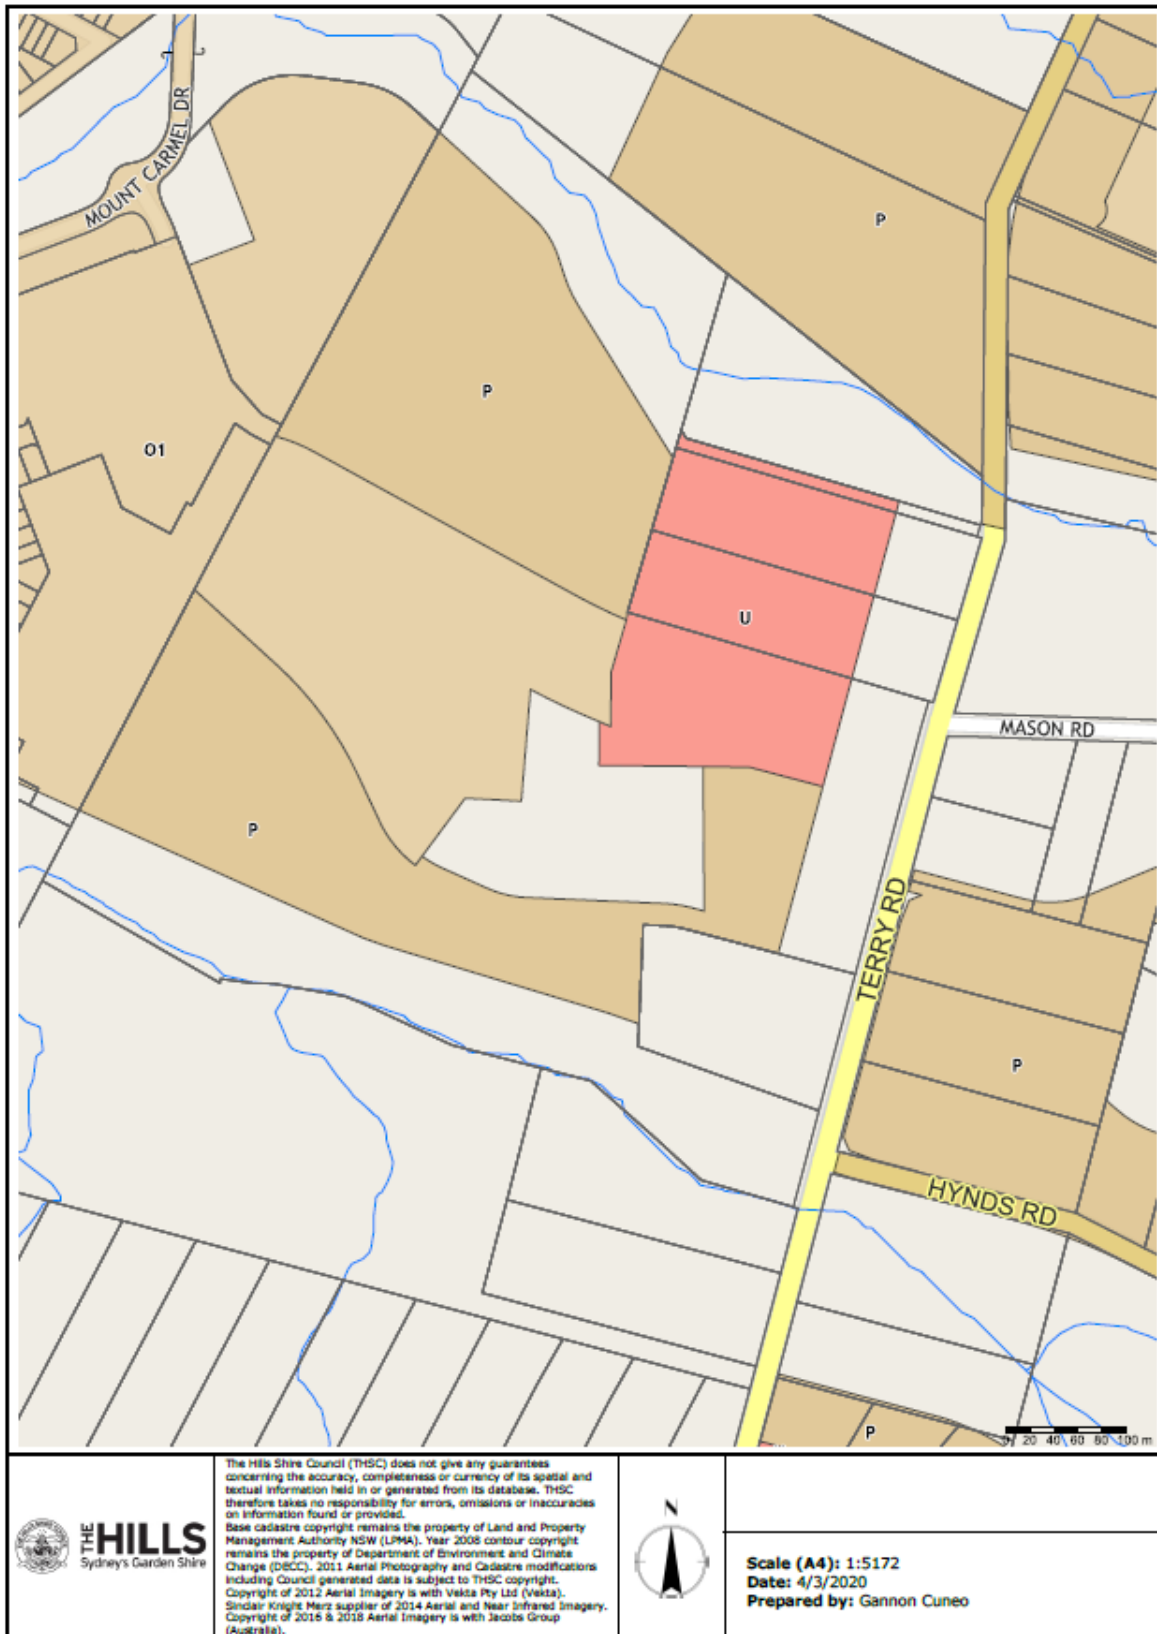 MOUNT CARMEL DR
P
P
O1
U
MASON RD
P
TERRY RD
P
HYNDS RD
P
20 40 60 80 100 m
THE HILLS
Sydney's Garden Shire
The Hills Shire Council (THSC) does not give any guarantees
concerning the accuracy, completeness or currency of its spatial and
textual information held in or generated from its database. THSC
therefore takes no responsibility for errors, omissions or inaccuracies
on information found or provided.
Base cadastre copyright remains the property of Land and Property
Management Authority NSW (LPMA). Year 2008 contour copyright
remains the property of Department of Environment and Climate
Change (DECC). 2011 Aerial Photography and Cadastre modifications
including Council generated data is subject to THSC copyright.
Copyright of 2012 Aerial Imagery is with Vekta Pty Ltd (Vekta).
Sinclair Knight Merz supplier of 2014 Aerial and Near Infrared Imagery.
Copyright of 2016 & 2018 Aerial Imagery is with Jacobs Group
(Australia).
N
Scale (A4): 1:5172
Date: 4/3/2020
Prepared by: Gannon Cuneo